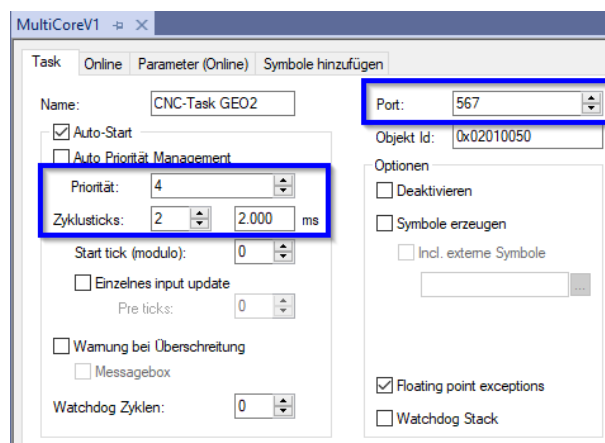 MultiCoreV1
Task Online Parameter (Online) Symbole hinzufügen
Name: CNC-Task GEO2
Auto-Start
Auto Priorität Management
Priorität: 4
Zyklusticks: 2 2.000 ms
Start tick (modulo): 0
Einzelnes input update
Pre ticks: 0
Warnung bei Überschreitung
Messagebox
Watchdog Zyklen: 0
Port: 567
Objekt Id: 0x02010050
Optionen
Deaktivieren
Symbole erzeugen
Incl. externe Symbole
...
Floating point exceptions
Watchdog Stack